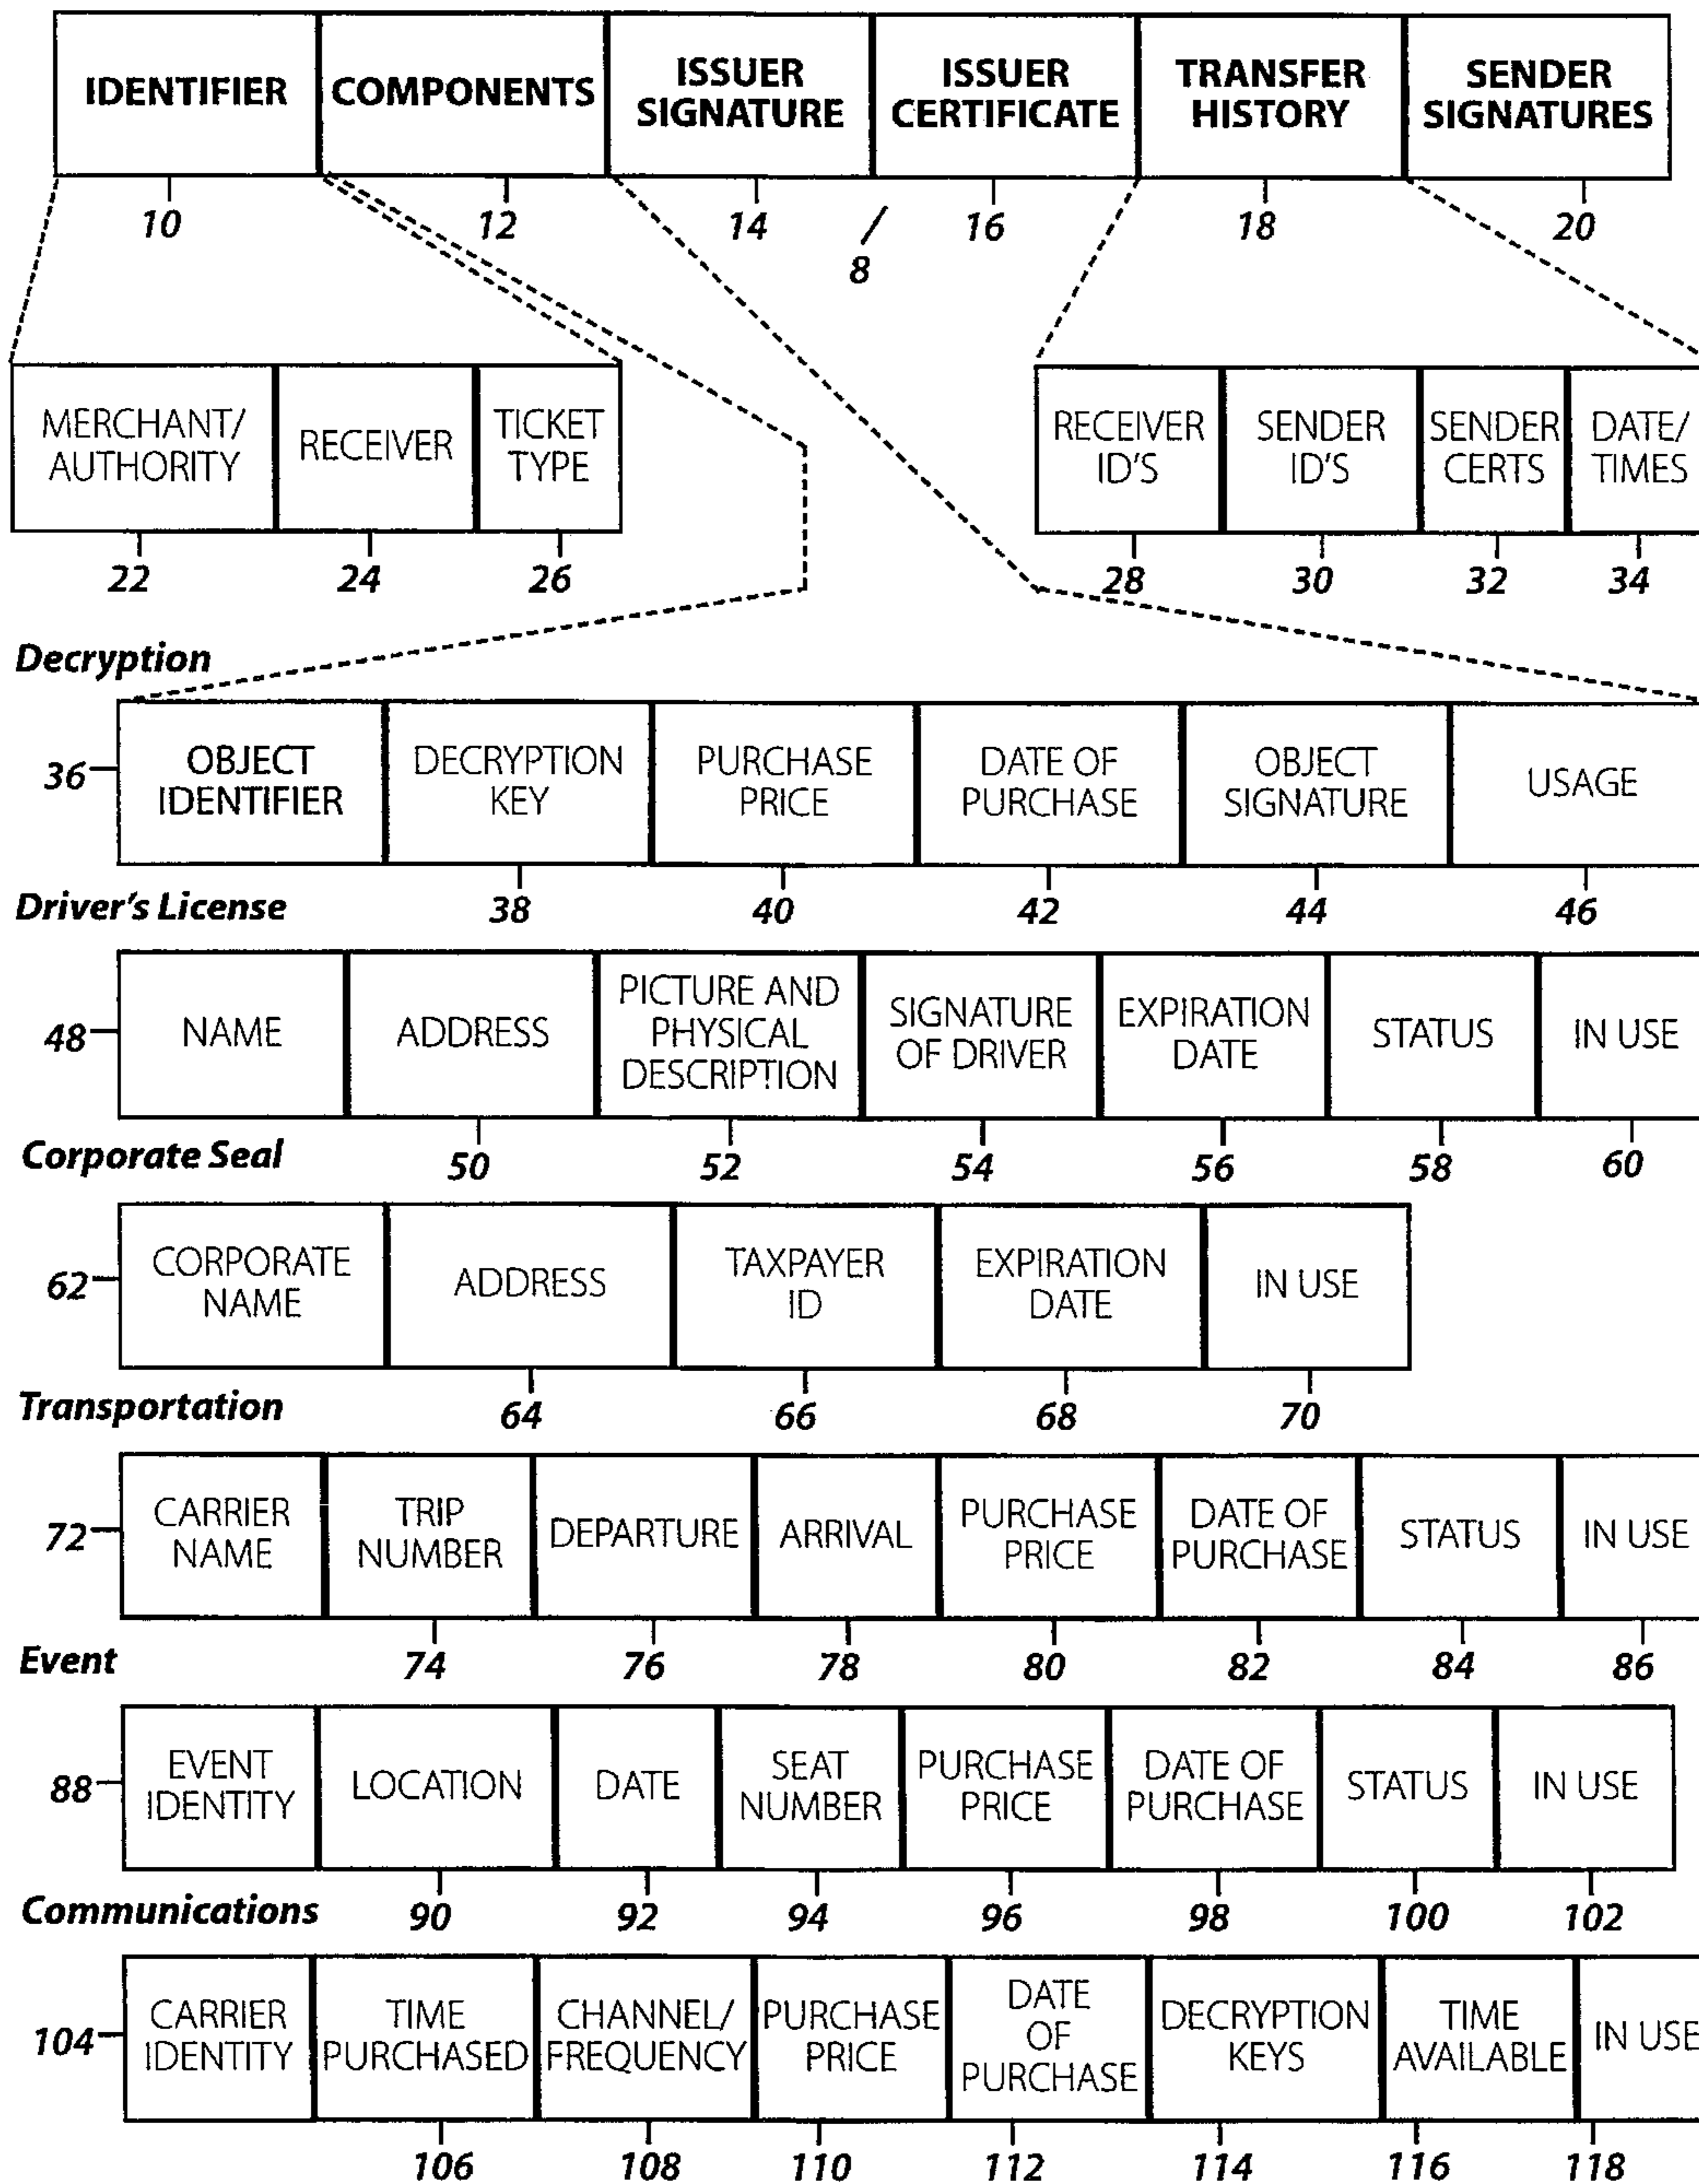 IDENTIFIER
COMPONENTS
ISSUER
SIGNATURE
ISSUER
CERTIFICATE
TRANSFER
HISTORY
SENDER
SIGNATURES
10
12
14
8
16
18
20
MERCHANT/
AUTHORITY
RECEIVER
TICKET
TYPE
RECEIVER
ID'S
SENDER
ID'S
SENDER
CERTS
DATE/
TIMES
22
24
26
28
30
32
34
Decryption
36
OBJECT
IDENTIFIER
DECRYPTION
KEY
PURCHASE
PRICE
DATE OF
PURCHASE
OBJECT
SIGNATURE
USAGE
38
40
42
44
46
Driver's License
48
NAME
ADDRESS
PICTURE AND
PHYSICAL
DESCRIPTION
SIGNATURE
OF DRIVER
EXPIRATION
DATE
STATUS
IN USE
50
52
54
56
58
60
Corporate Seal
62
CORPORATE
NAME
ADDRESS
TAXPAYER
ID
EXPIRATION
DATE
IN USE
64
66
68
70
Transportation
72
CARRIER
NAME
TRIP
NUMBER
DEPARTURE
ARRIVAL
PURCHASE
PRICE
DATE OF
PURCHASE
STATUS
IN USE
74
76
78
80
82
84
86
Event
88
EVENT
IDENTITY
LOCATION
DATE
SEAT
NUMBER
PURCHASE
PRICE
DATE OF
PURCHASE
STATUS
IN USE
90
92
94
96
98
100
102
Communications
104
CARRIER
IDENTITY
TIME
PURCHASED
CHANNEL/
FREQUENCY
PURCHASE
PRICE
DATE
OF
PURCHASE
DECRYPTION
KEYS
TIME
AVAILABLE
IN USE
106
108
110
112
114
116
118